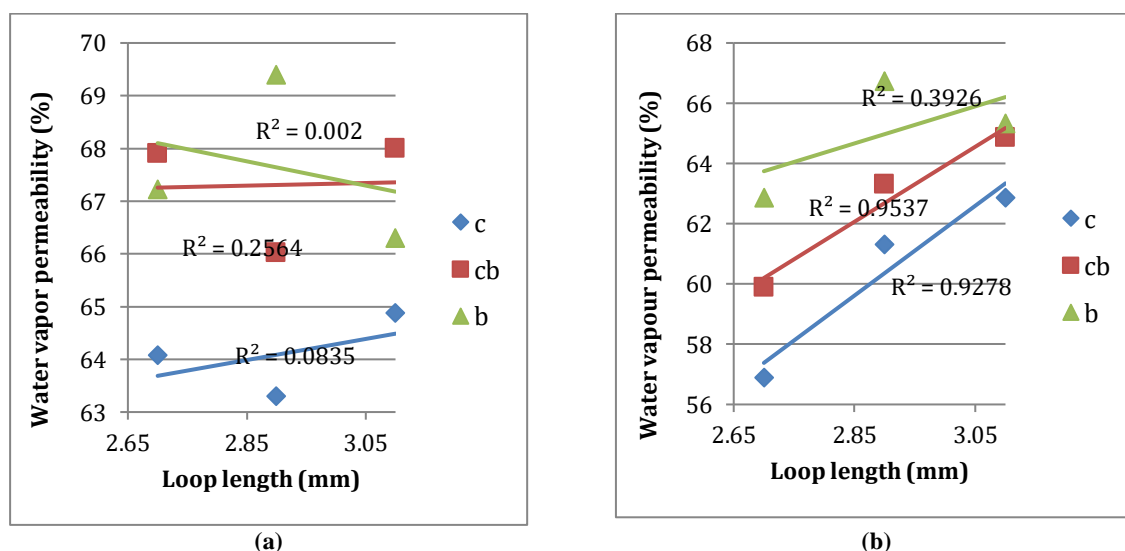 Water vapor permeability (%)
70
69
68
67
66
65
64
63
R² = 0.002
R² = 0.2564
R² = 0.0835
2.65 2.85 3.05
Loop length (mm)
c
cb
b
(a)
Water vapour permeability (%)
68
66
64
62
60
58
56
R² = 0.3926
R² = 0.9537
R² = 0.9278
2.65 2.85 3.05
Loop length (mm)
c
cb
b
(b)